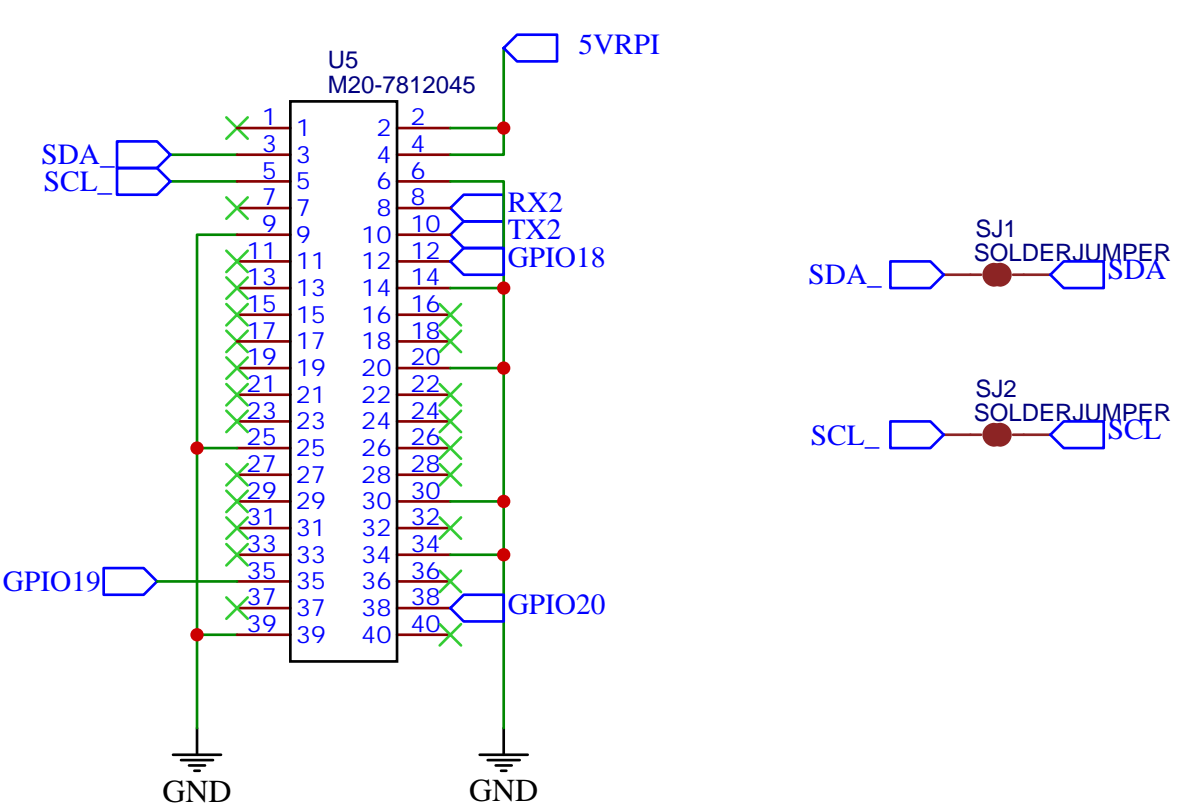 5VRPI
U5
M20-7812045
1 1 2 2
SDA_ 3 3 4 4
SCL_ 5 5 6 6
7 7 8 8 RX2
9 9 10 10 TX2
11 11 12 12 GPIO18
13 13 14 14
15 15 16 16
17 17 18 18
19 19 20 20
21 21 22 22
23 23 24 24
25 25 26 26
27 27 28 28
29 29 30 30
31 31 32 32
33 33 34 34
GPIO19 35 35 36 36
37 37 38 38 GPIO20
39 39 40 40
GND GND
SJ1
SOLDERJUMPER
SDA_ SDA
SJ2
SOLDERJUMPER
SCL_ SCL